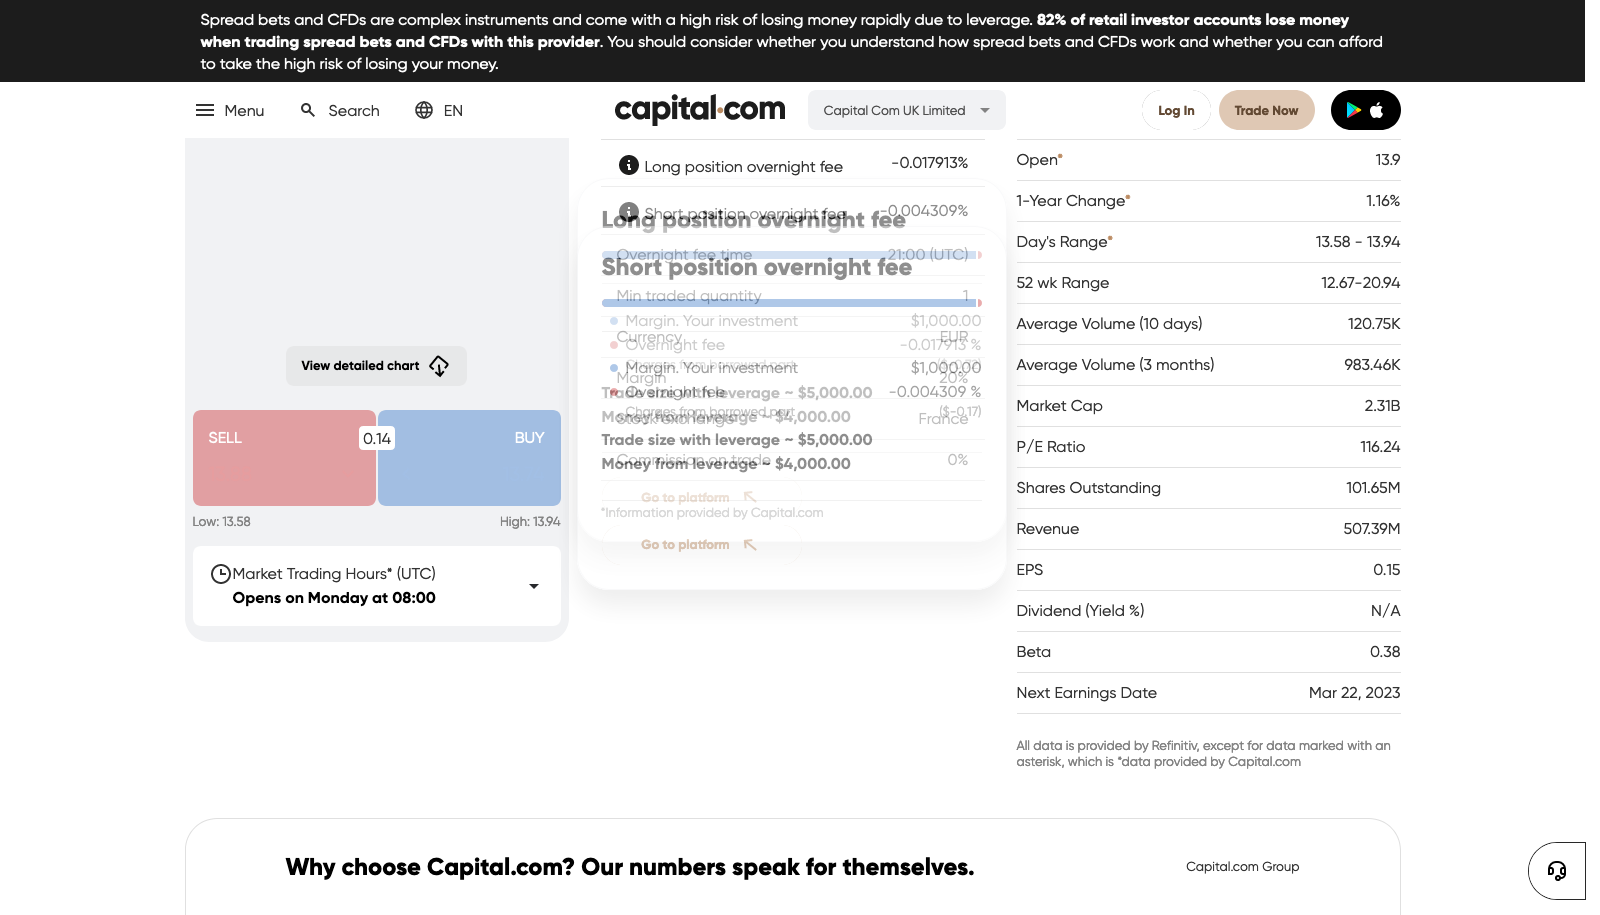 Spread bets and CFDs are complex instruments and come with a high risk of losing money rapidly due to leverage. 82% of retail investor accounts lose money
when trading spread bets and CFDs with this provider. You should consider whether you understand how spread bets and CFDs work and whether you can afford
to take the high risk of losing your money.
Menu
Search
EN
capital.com
Capital Com UK Limited
Log In
Trade Now
View detailed chart
SELL
0.14
BUY
Low: 13.58
High: 13.94
Market Trading Hours* (UTC)
Opens on Monday at 08:00
Long position overnight fee -0.017913%
Short position overnight fee -0.004309%
Long position overnight fee
Overnight fee time 21:00 (UTC)
Short position overnight fee
Min traded quantity 1
Margin. Your investment $1,000.00
Currency EUR
Overnight fee -0.017913 %
Charges from borrowed part
Margin. Your investment $1,000.00
Margin 20%
Trade size with leverage ~ $5,000.00
Overnight fee -0.004309 %
Charges from borrowed part ($-0.17)
Money from leverage ~ $4,000.00
Stock exchange France
Trade size with leverage ~ $5,000.00
Commission on trade 0%
Money from leverage ~ $4,000.00
Go to platform
*Information provided by Capital.com
Go to platform
Open* 13.9
1-Year Change* 1.16%
Day's Range* 13.58 - 13.94
52 wk Range 12.67-20.94
Average Volume (10 days) 120.75K
Average Volume (3 months) 983.46K
Market Cap 2.31B
P/E Ratio 116.24
Shares Outstanding 101.65M
Revenue 507.39M
EPS 0.15
Dividend (Yield %) N/A
Beta 0.38
Next Earnings Date Mar 22, 2023
All data is provided by Refinitiv, except for data marked with an
asterisk, which is *data provided by Capital.com
Why choose Capital.com? Our numbers speak for themselves.
Capital.com Group